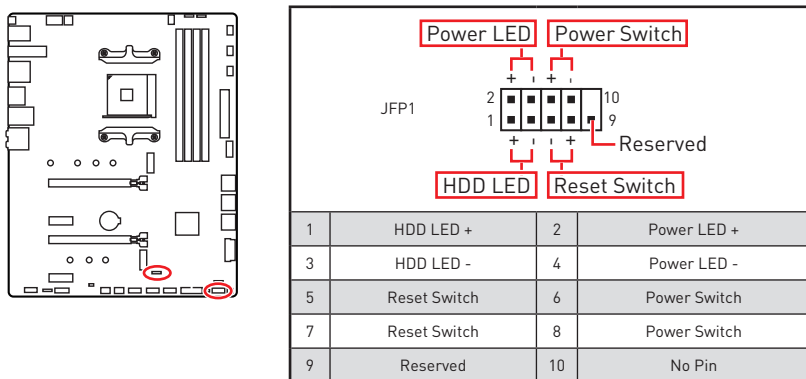 Power LED Power Switch
+ - + -
2 10
JFP1
1 9
+ - - +
Reserved
HDD LED Reset Switch
1 HDD LED + 2 Power LED +
3 HDD LED - 4 Power LED -
5 Reset Switch 6 Power Switch
7 Reset Switch 8 Power Switch
9 Reserved 10 No Pin